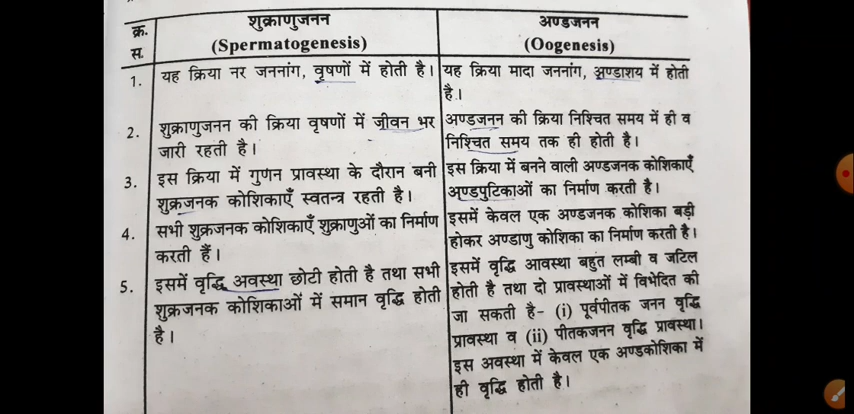 क्र.
स.
शुक्राणुजनन
(Spermatogenesis)
अण्डजनन
(Oogenesis)
1.
यह क्रिया नर जननांग, वृषणों में होती है।
यह क्रिया मादा जननांग, अण्डाशय में होती
है।
2.
शुक्राणुजनन की क्रिया वृषणों में जीवन भर
जारी रहती है।
अण्डजनन की क्रिया निश्चित समय में ही व
निश्चित समय तक ही होती है।
3.
इस क्रिया में गुणन प्रावस्था के दौरान बनी
शुक्रजनक कोशिकाएँ स्वतन्त्र रहती है।
इस क्रिया में बनने वाली अण्डजनक कोशिकाएँ
अण्डपुटिकाओं का निर्माण करती है।
4.
सभी शुक्रजनक कोशिकाएँ शुक्राणुओं का निर्माण
करती हैं।
इसमें केवल एक अण्डजनक कोशिका बड़ी
होकर अण्डाणु कोशिका का निर्माण करती है।
5.
इसमें वृद्धि अवस्था छोटी होती है तथा सभी
शुक्रजनक कोशिकाओं में समान वृद्धि होती
है।
इसमें वृद्धि आवस्था बहुत लम्बी व जटिल
होती है तथा दो प्रावस्थाओं में विभेदित की
जा सकती है- (i) पूर्वपीतक जनन वृद्धि
प्रावस्था व (ii) पीतकजनन वृद्धि प्रावस्था।
इस अवस्था में केवल एक अण्डकोशिका में
ही वृद्धि होती है।